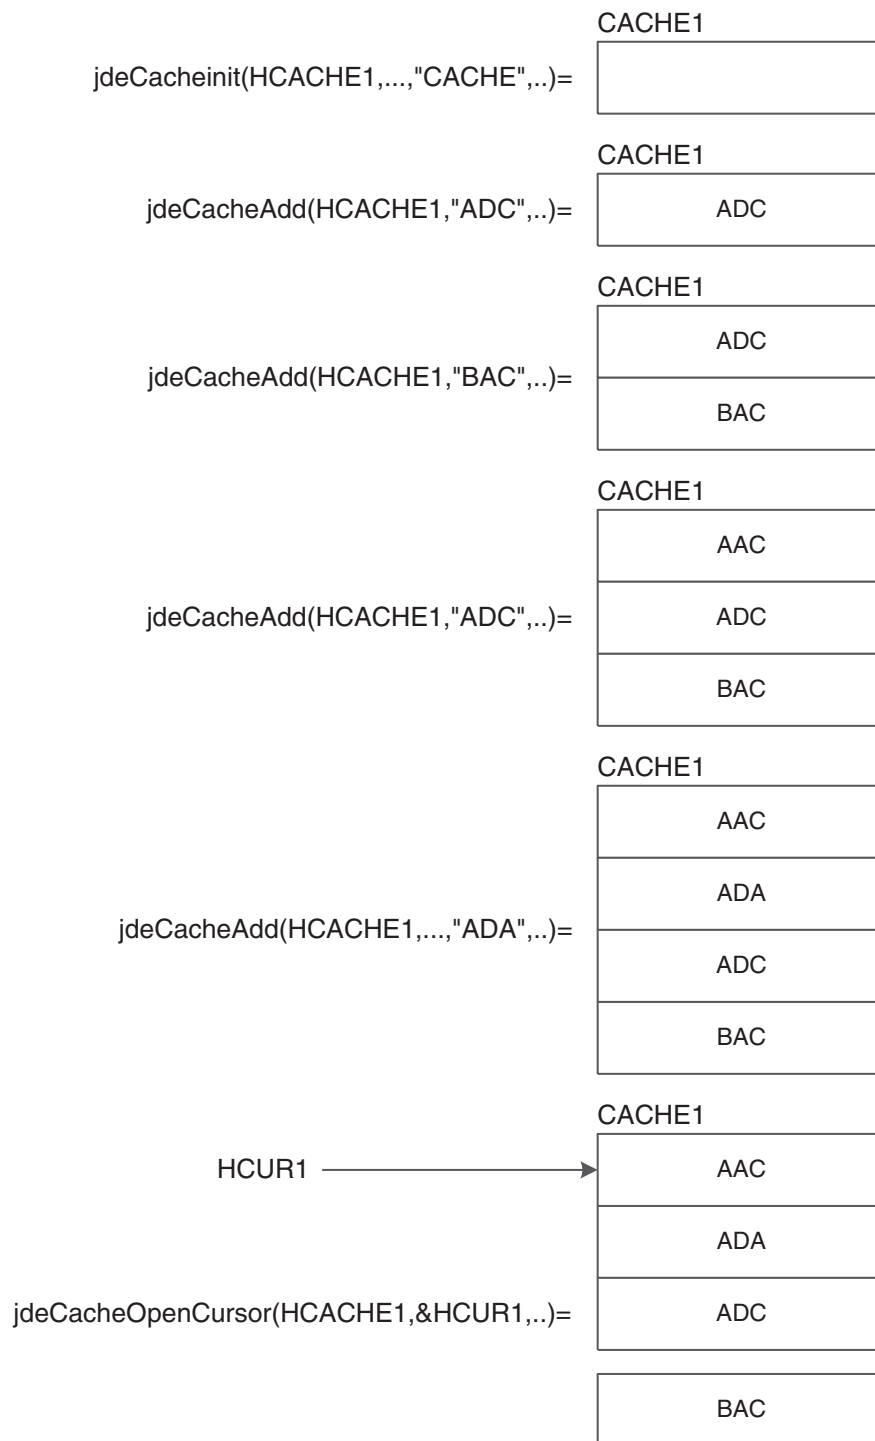 CACHE1
jdeCacheinit(HCACHE1,...,"CACHE",..)=
CACHE1
jdeCacheAdd(HCACHE1,"ADC",..)=
ADC
CACHE1
ADC
jdeCacheAdd(HCACHE1,"BAC",..)=
BAC
CACHE1
AAC
jdeCacheAdd(HCACHE1,"ADC",..)=
ADC
BAC
CACHE1
AAC
ADA
jdeCacheAdd(HCACHE1,...,"ADA",..)=
ADC
BAC
CACHE1
HCUR1
AAC
ADA
jdeCacheOpenCursor(HCACHE1,&HCUR1,..)=
ADC
BAC